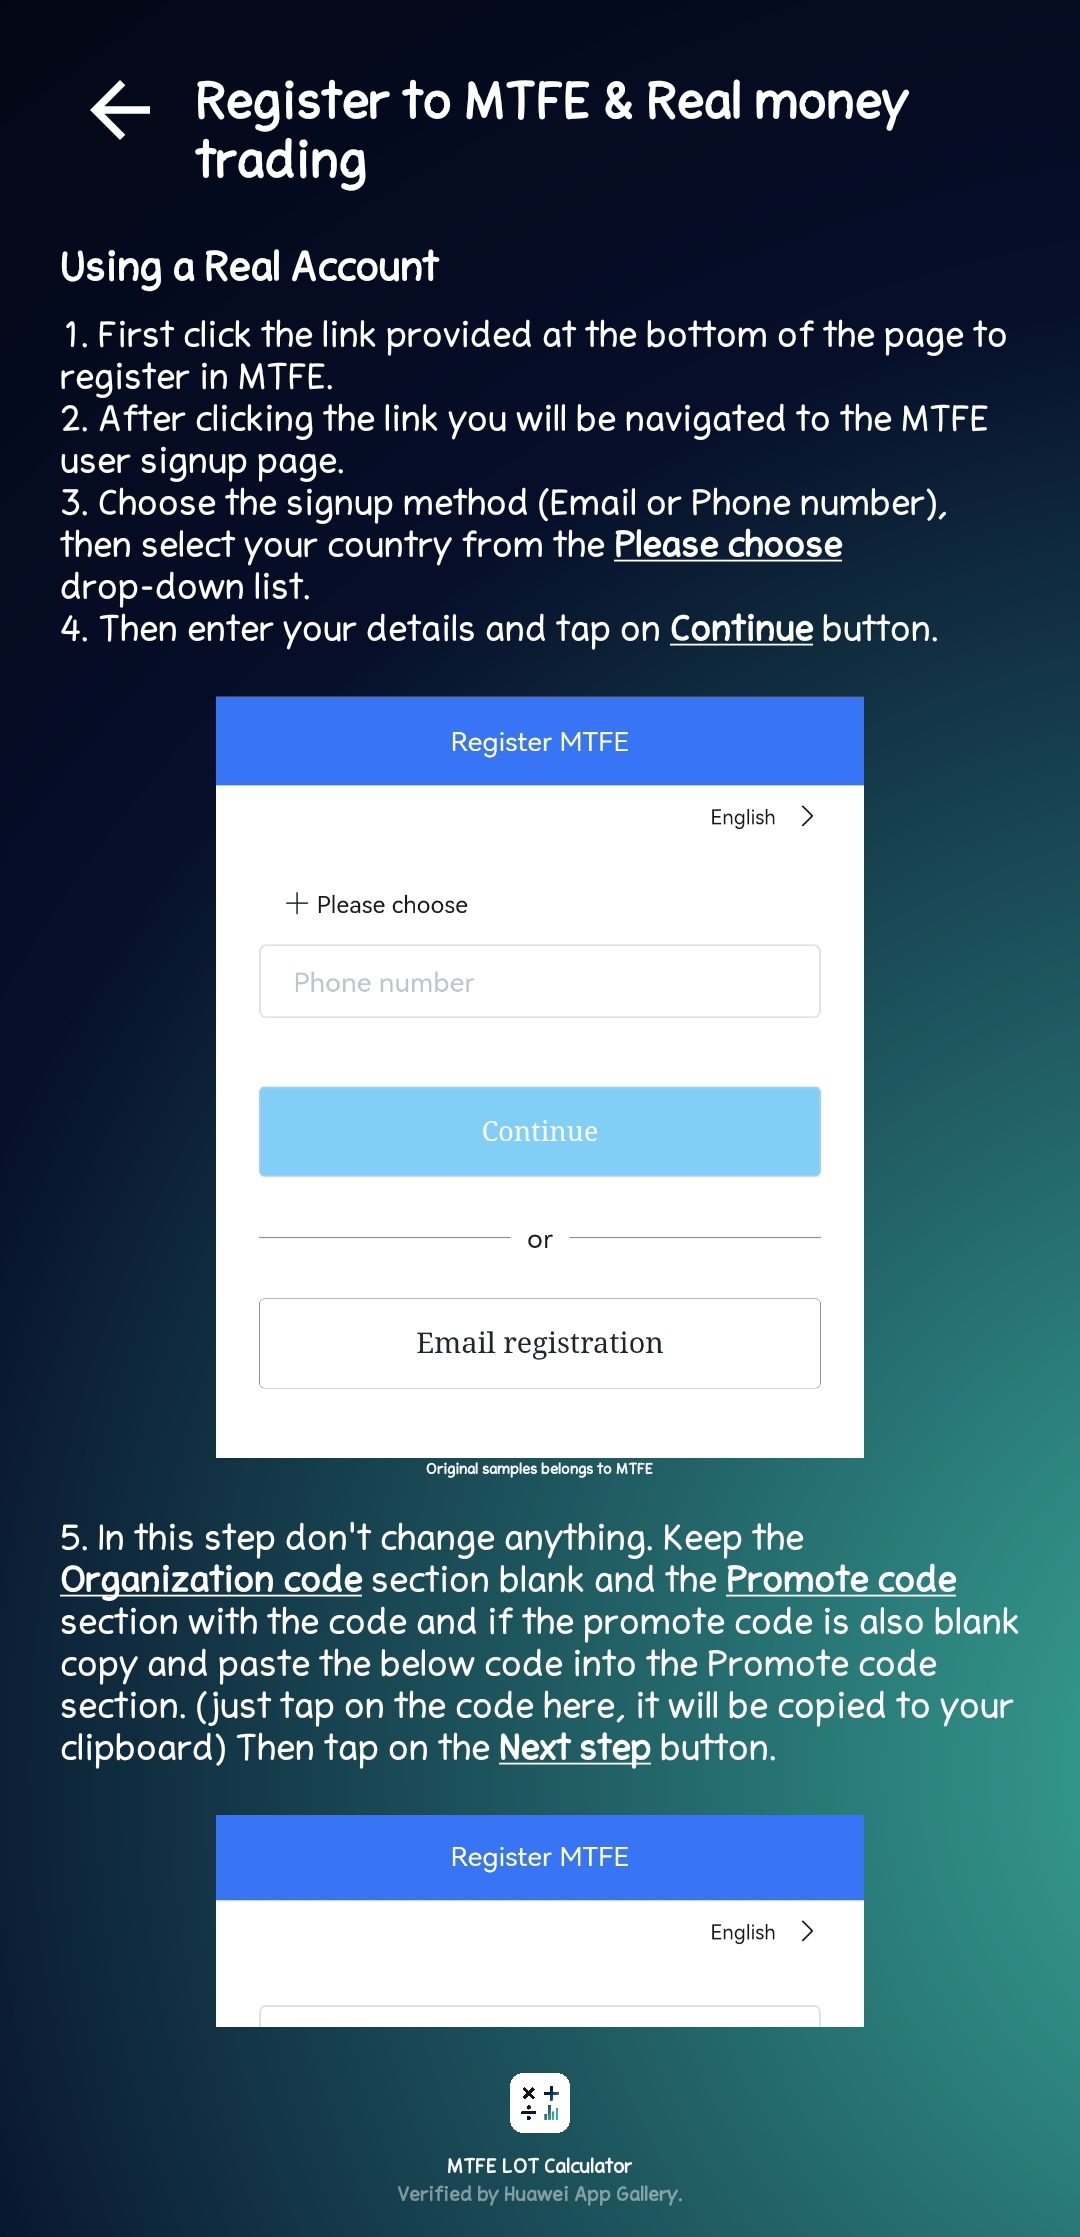 Register to MTFE & Real money
trading
Using a Real Account
1. First click the link provided at the bottom of the page to
register in MTFE.
2. After clicking the link you will be navigated to the MTFE
user signup page.
3. Choose the signup method (Email or Phone number),
then select your country from the Please choose
drop-down list.
4. Then enter your details and tap on Continue button.
Register MTFE
English
Please choose
Phone number
Continue
or
Email registration
Original samples belongs to MTFE
5. In this step don't change anything. Keep the
Organization code section blank and the Promote code
section with the code and if the promote code is also blank
copy and paste the below code into the Promote code
section. (just tap on the code here, it will be copied to your
clipboard) Then tap on the Next step button.
Register MTFE
English
MTFE LOT Calculator
Verified by Huawei App Gallery.